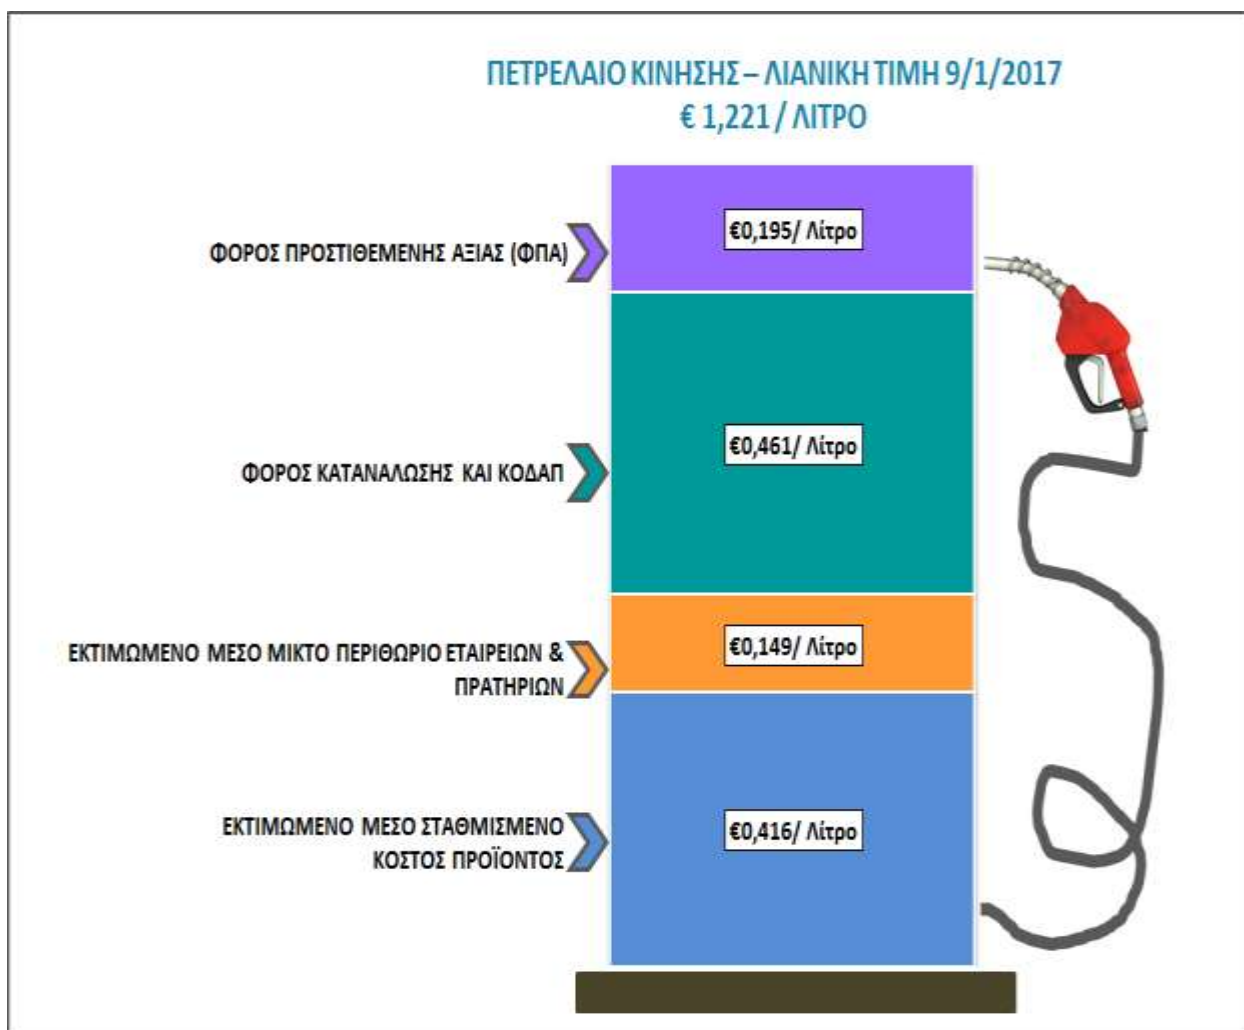 ΠΕΤΡΕΛΑΙΟ ΚΙΝΗΣΗΣ – ΛΙΑΝΙΚΗ ΤΙΜΗ 9/1/2017
€ 1,221 / ΛΙΤΡΟ
€0,195/ Λίτρο
ΦΟΡΟΣ ΠΡΟΣΤΙΘΕΜΕΝΗΣ ΑΞΙΑΣ (ΦΠΑ)
€0,461/ Λίτρο
ΦΟΡΟΣ ΚΑΤΑΝΑΛΩΣΗΣ ΚΑΙ ΚΟΔΑΠ
€0,149/ Λίτρο
ΕΚΤΙΜΩΜΕΝΟ ΜΕΣΟ ΜΙΚΤΟ ΠΕΡΙΘΩΡΙΟ ΕΤΑΙΡΕΙΩΝ &
ΠΡΑΤΗΡΙΩΝ
€0,416/ Λίτρο
ΕΚΤΙΜΩΜΕΝΟ ΜΕΣΟ ΣΤΑΘΜΙΣΜΕΝΟ
ΚΟΣΤΟΣ ΠΡΟΪΟΝΤΟΣ